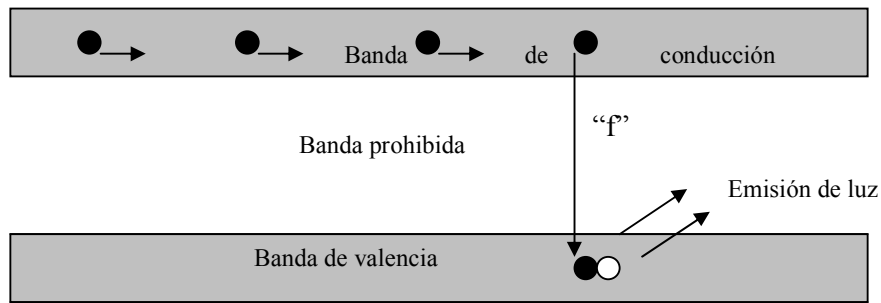 Banda de conducción
“f”
Banda prohibida
Emisión de luz
Banda de valencia